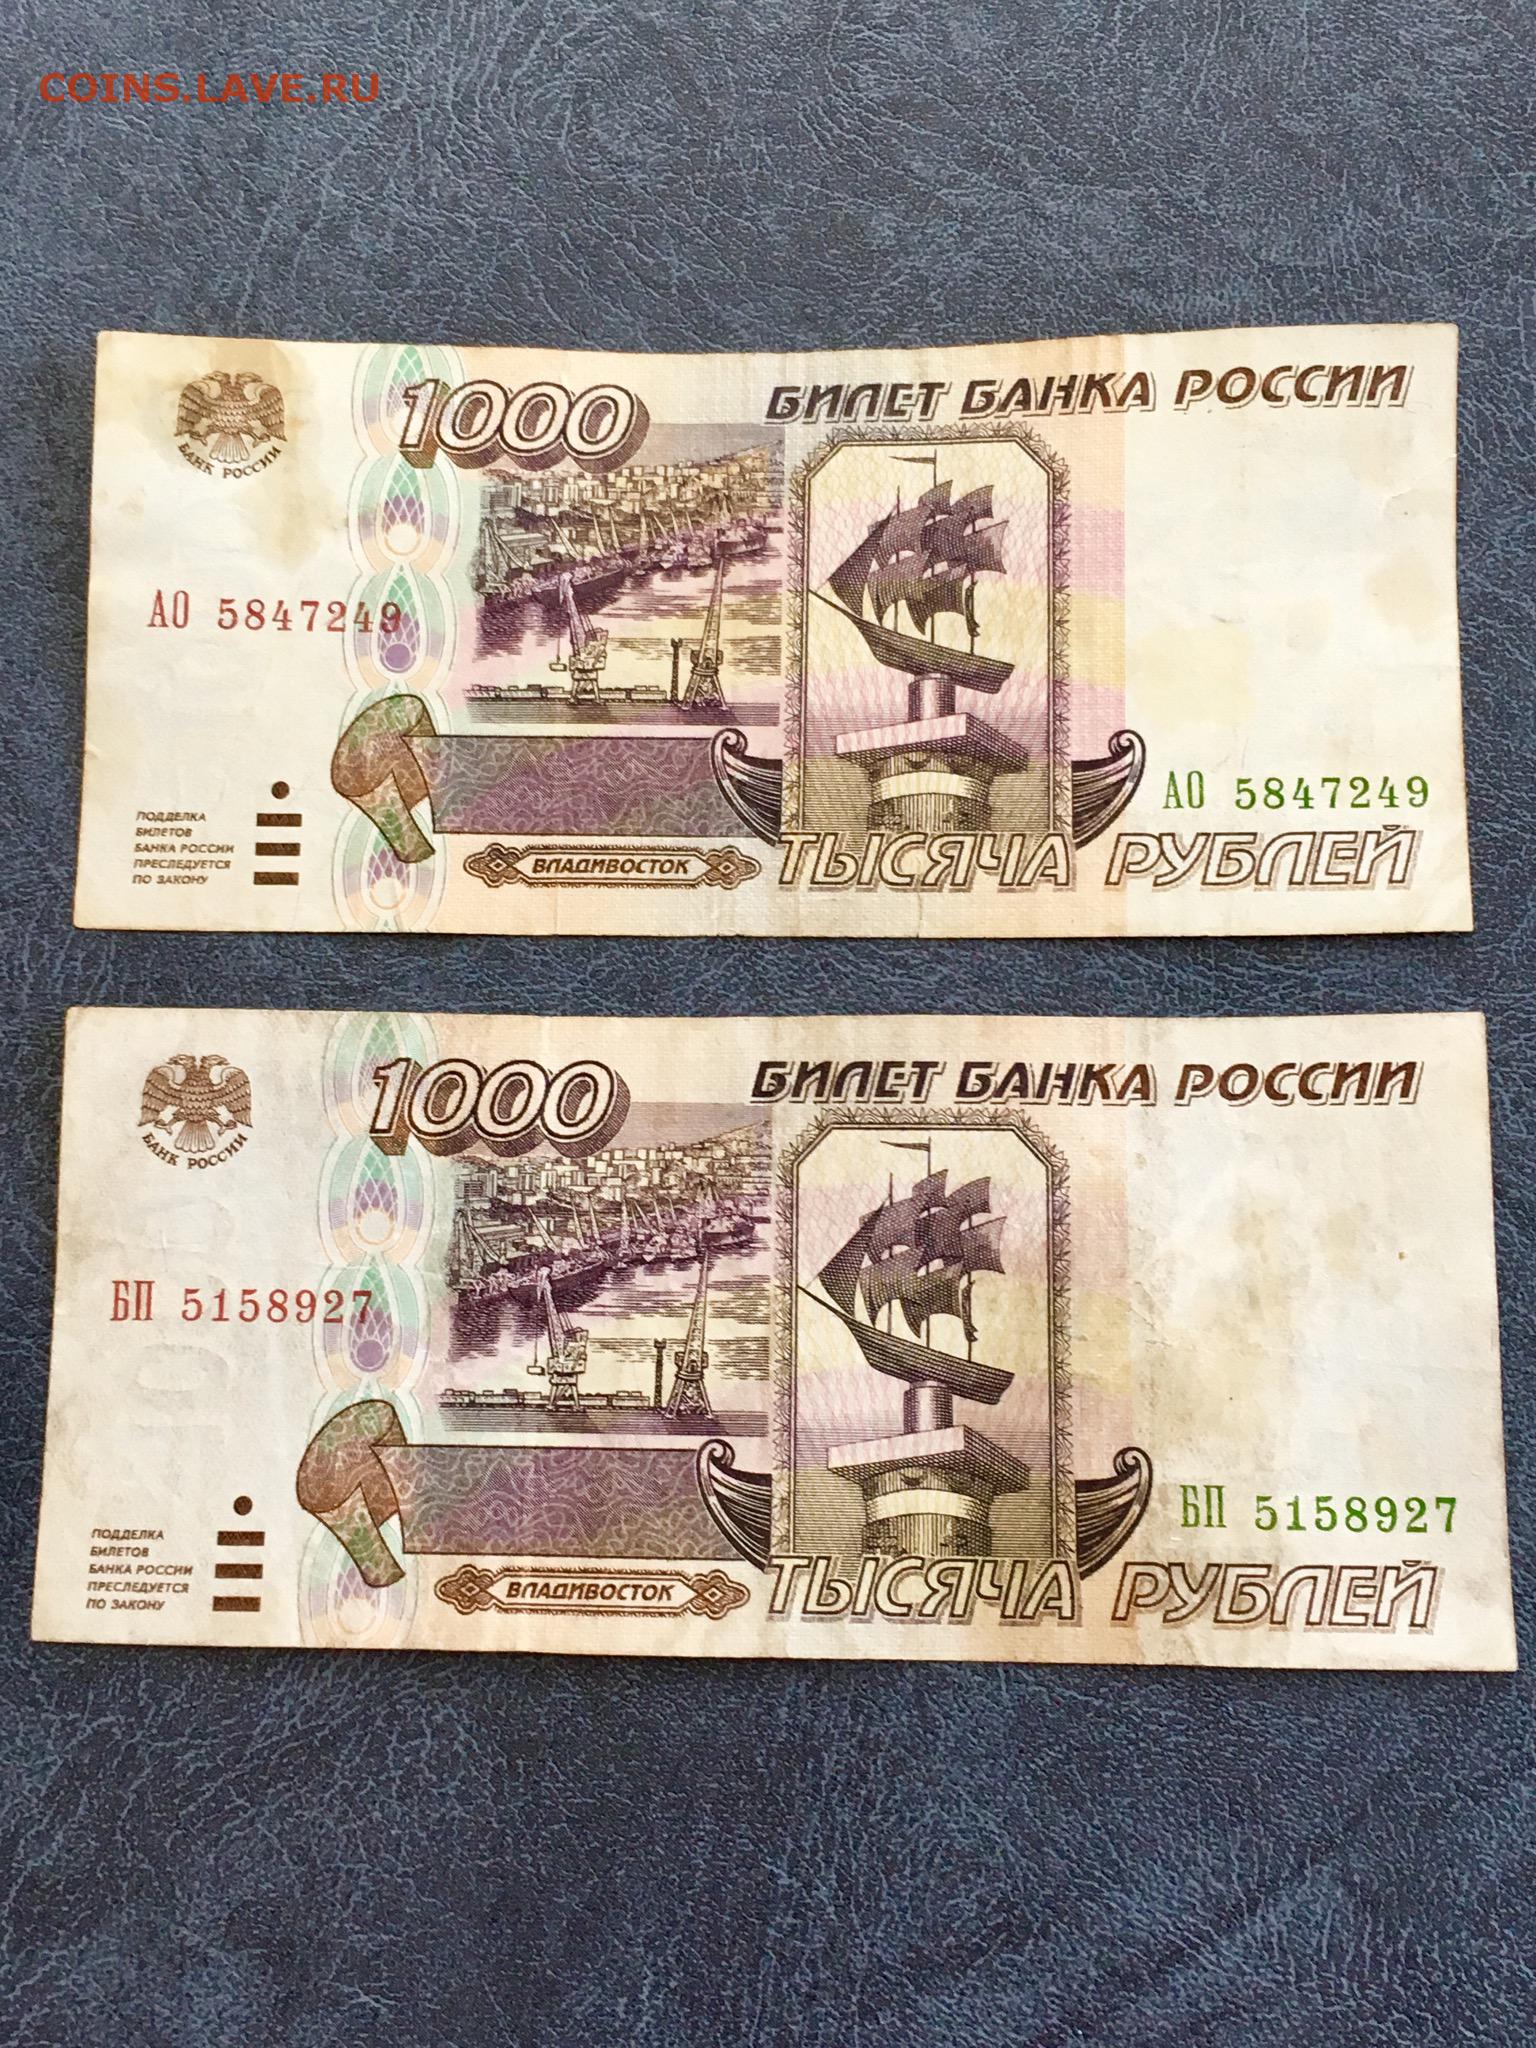 COINS.LAVE.RU
1000
БИЛЕТ БАНКА РОССИИ
БАНК РОССИИ
АО 5847249
АО 5847249
ПОДДЕЛКА
БИЛЕТОВ
БАНКА РОССИИ
ПРЕСЛЕДУЕТСЯ
ПО ЗАКОНУ
ВЛАДИВОСТОК
ТЫСЯЧА РУБЛЕЙ
1000
БИЛЕТ БАНКА РОССИИ
БАНК РОССИИ
БП 5158927
БП 5158927
ПОДДЕЛКА
БИЛЕТОВ
БАНКА РОССИИ
ПРЕСЛЕДУЕТСЯ
ПО ЗАКОНУ
ВЛАДИВОСТОК
ТЫСЯЧА РУБЛЕЙ